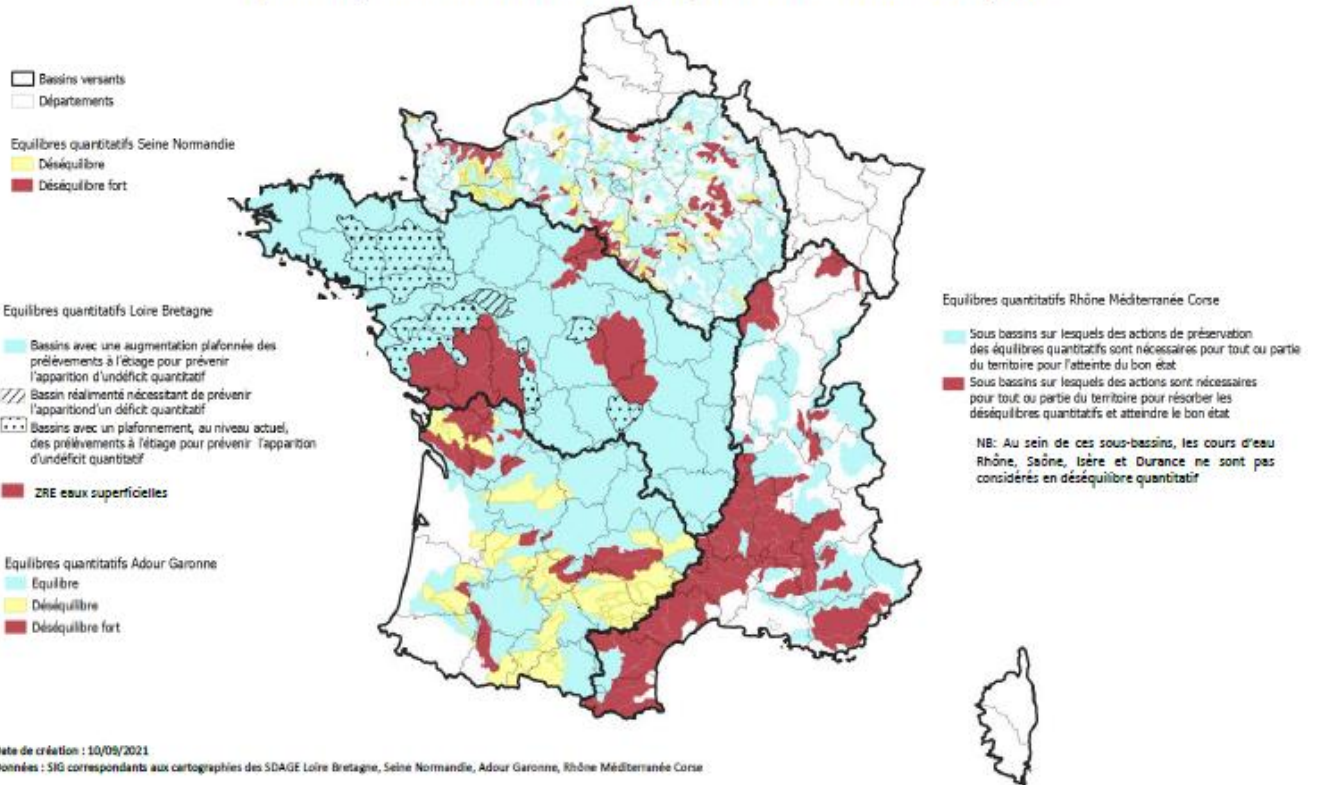 Bassins versants
Départements
Equilibres quantitatifs Seine Normandie
Déséquilibre
Déséquilibre fort
Equilibres quantitatifs Loire Bretagne
Bassins avec une augmentation plafonnée des
prélèvements à l'étiage pour prévenir
l'apparition d'undéficit quantitatif
Bassin réalimenté nécessitant de prévenir
l'apparitiond'un déficit quantitatif
Bassins avec un plafonnement, au niveau actuel,
des prélèvements à l'étiage pour prévenir l'apparition
d'undéficit quantitatif
ZRE eaux superficielles
Equilibres quantitatifs Adour Garonne
Equilibre
Déséquilibre
Déséquilibre fort
Equilibres quantitatifs Rhône Méditerranée Corse
Sous bassins sur lesquels des actions de préservation
des équilibres quantitatifs sont nécessaires pour tout ou partie
du territoire pour l'atteinte du bon état
Sous bassins sur lesquels des actions sont nécessaires
pour tout ou partie du territoire pour résorber les
déséquilibres quantitatifs et atteindre le bon état
NB: Au sein de ces sous-bassins, les cours d'eau
Rhône, Saône, Isère et Durance ne sont pas
considérés en déséquilibre quantitatif
Date de création : 10/09/2021
Données : SIG correspondants aux cartographies des SDAGE Loire Bretagne, Seine Normandie, Adour Garonne, Rhône Méditerranée Corse